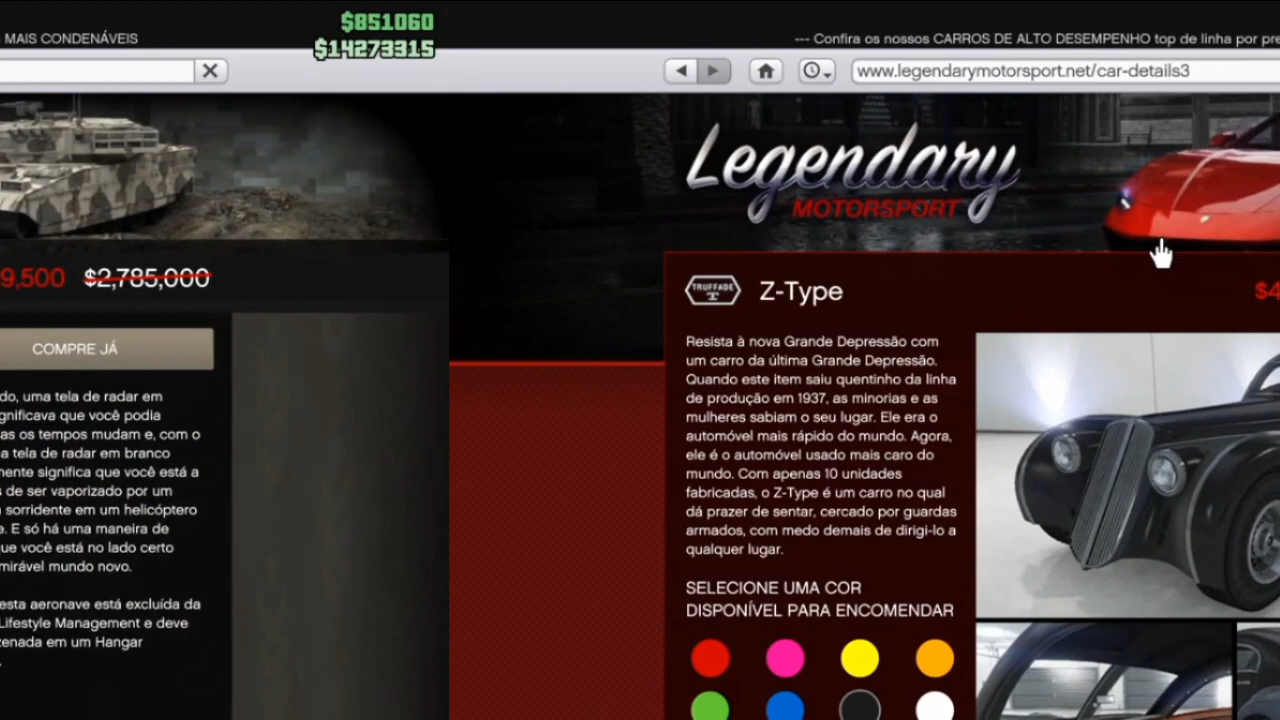 MAIS CONDENÁVEIS
$851060
$14273315
9,500 $2,785,000
COMPRE JÁ
do, uma tela de radar em
gnificava que você podia
as os tempos mudam e, com o
a tela de radar em branco
mente significa que você está a
s de ser vaporizado por um
sorridente em um helicóptero
e. E só há uma maneira de
ue você está no lado certo
mirável mundo novo.
esta aeronave está excluída da
Lifestyle Management e deve
zenada em um Hangar
--- Confira os nossos CARROS DE ALTO DESEMPENHO top de linha por pre
www.legendarymotorsport.net/car-details3
Legendary
MOTORSPORT
TRUFFADE
T
Z-Type
$4
Resista à nova Grande Depressão com
um carro da última Grande Depressão.
Quando este item saiu quentinho da linha
de produção em 1937, as minorias e as
mulheres sabiam o seu lugar. Ele era o
automóvel mais rápido do mundo. Agora,
ele é o automóvel usado mais caro do
mundo. Com apenas 10 unidades
fabricadas, o Z-Type é um carro no qual
dá prazer de sentar, cercado por guardas
armados, com medo demais de dirigi-lo a
qualquer lugar.
SELECIONE UMA COR
DISPONÍVEL PARA ENCOMENDAR